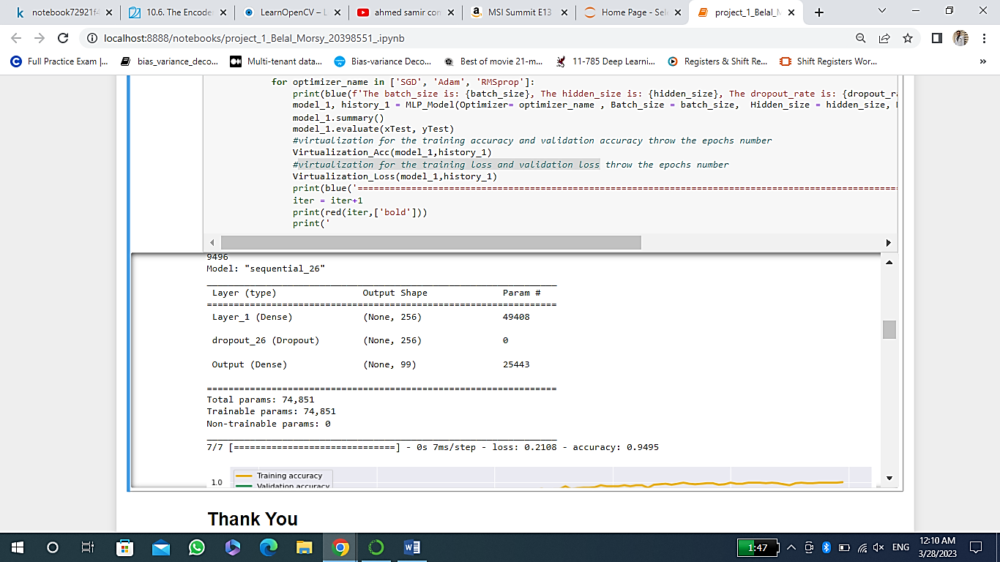 notebook72921f4
10.6. The Encoder
LearnOpenCV – L
ahmed samir con
MSI Summit E13
Home Page - Sele
project_1_Belal_M
localhost:8888/notebooks/project_1_Belal_Morsy_20398551_.ipynb
Full Practice Exam |...
bias_variance_deco...
Multi-tenant data...
Bias-variance Deco...
Best of movie 21-m...
11-785 Deep Learni...
Registers & Shift Re...
Shift Registers Wor...
»
for optimizer_name in ['SGD', 'Adam', 'RMSprop']:
print(blue(f'The batch_size is: {batch_size}, The hidden_size is: {hidden_size}, The dropout_rate is: {dropout_ra
model_1, history_1 = MLP_Model(Optimizer= optimizer_name , Batch_size = batch_size,  Hidden_size = hidden_size,
model_1.summary()
model_1.evaluate(xTest, yTest)
#virtualization for the training accuracy and validation accuracy throw the epochs number
Virtualization_Acc(model_1,history_1)
#virtualization for the training loss and validation loss throw the epochs number
Virtualization_Loss(model_1,history_1)
print(blue('====================================================================================================
iter = iter+1
print(red(iter,['bold']))
print('
9496
Model: "sequential_26"
_________________________________________________________________
Layer (type) Output Shape Param #
=================================================================
Layer_1 (Dense) (None, 256) 49408
dropout_26 (Dropout) (None, 256) 0
Output (Dense) (None, 99) 25443
=================================================================
Total params: 74,851
Trainable params: 74,851
Non-trainable params: 0
_________________________________________________________________
7/7 [==============================] - 0s 7ms/step - loss: 0.2108 - accuracy: 0.9495
Training accuracy
1.0
Validation accuracy
Thank You
1:47
ENG
12:10 AM
3/28/2023